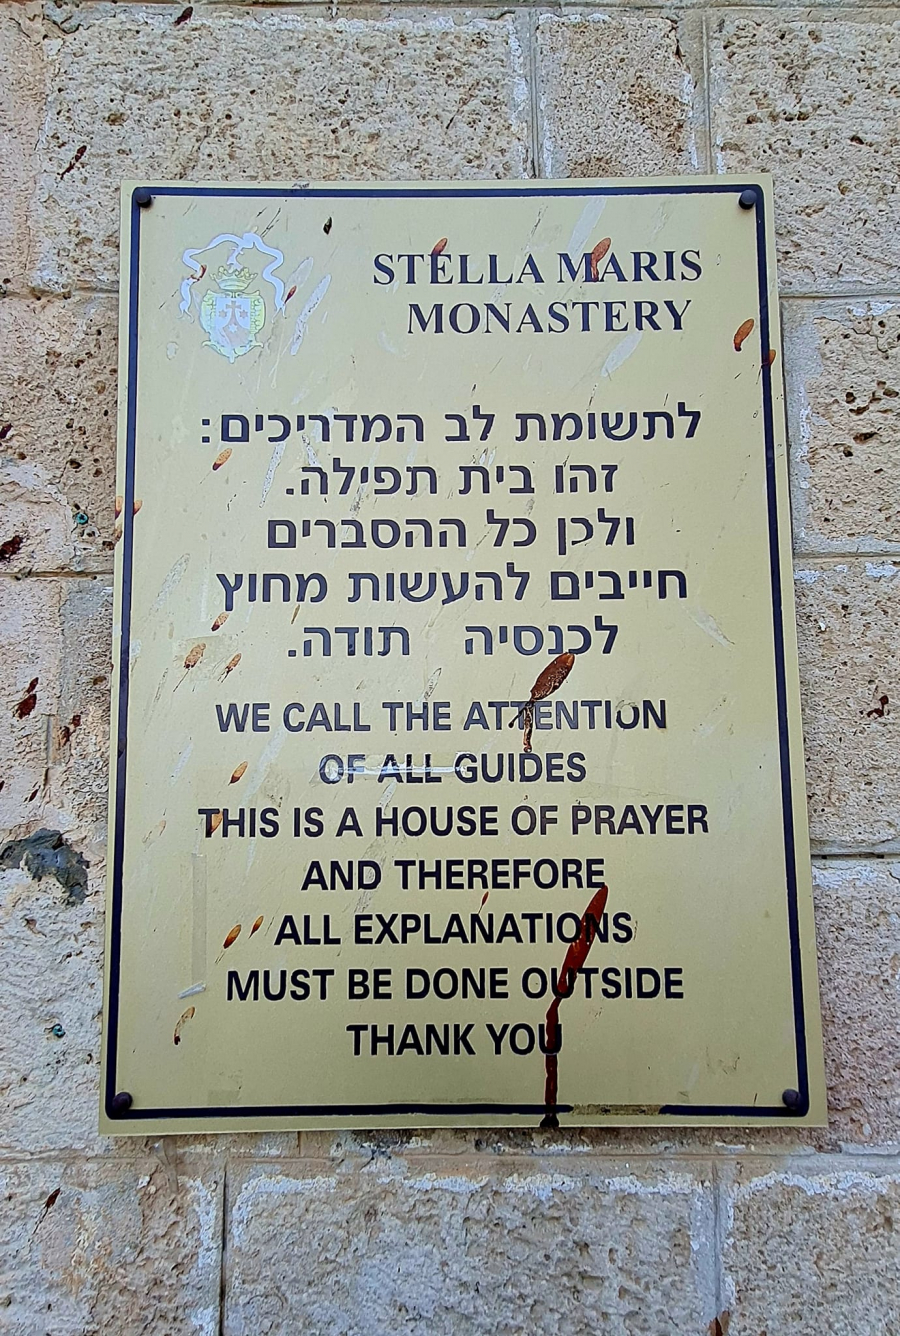 STELLA MARIS
MONASTERY
לתשומת לב המדריכים:
זהו בית תפילה.
ולכן כל ההסברים
חייבים להעשות מחוץ
לכנסיה תודה.
WE CALL THE ATTENTION
OF ALL GUIDES
THIS IS A HOUSE OF PRAYER
AND THEREFORE
ALL EXPLANATIONS
MUST BE DONE OUTSIDE
THANK YOU